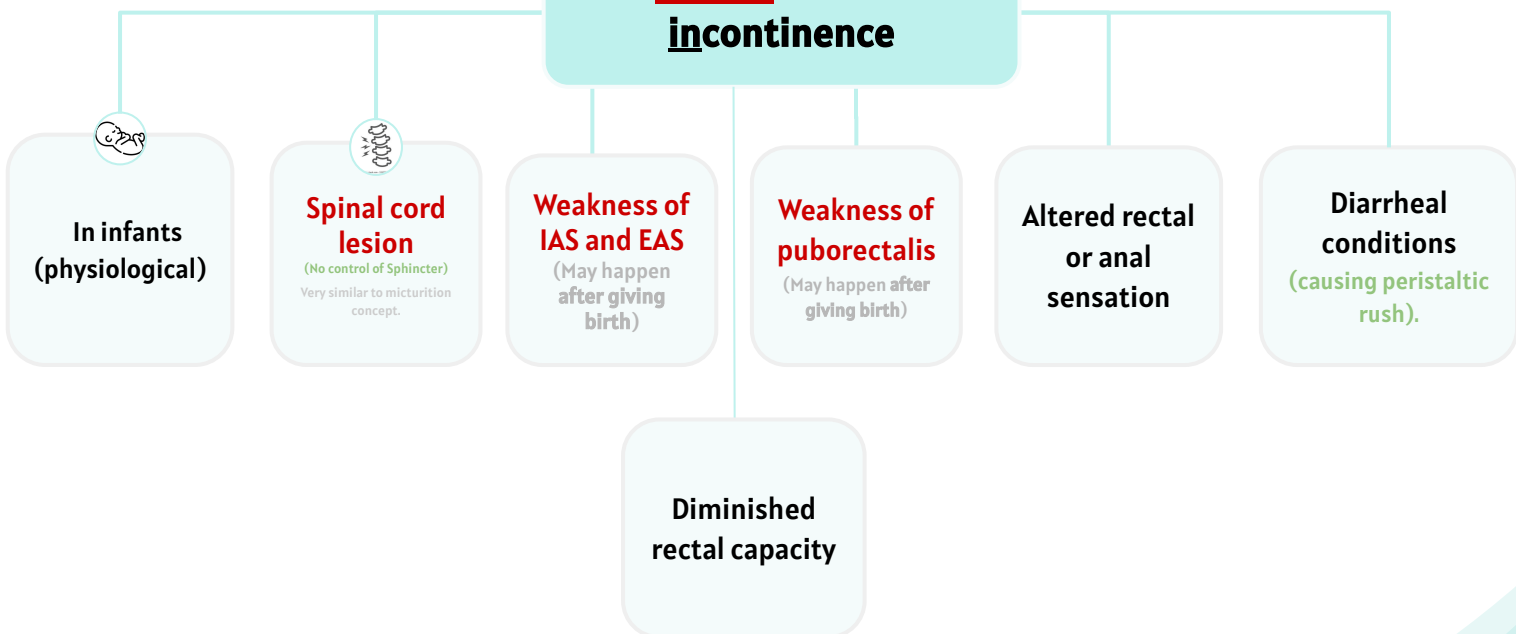 incontinence
In infants
(physiological)
Spinal cord
lesion
(No control of Sphincter)
Very similar to micturition
concept.
Weakness of
IAS and EAS
(May happen
after giving
birth)
Weakness of
puborectalis
(May happen after
giving birth)
Altered rectal
or anal
sensation
Diarrheal
conditions
(causing peristaltic
rush).
Diminished
rectal capacity